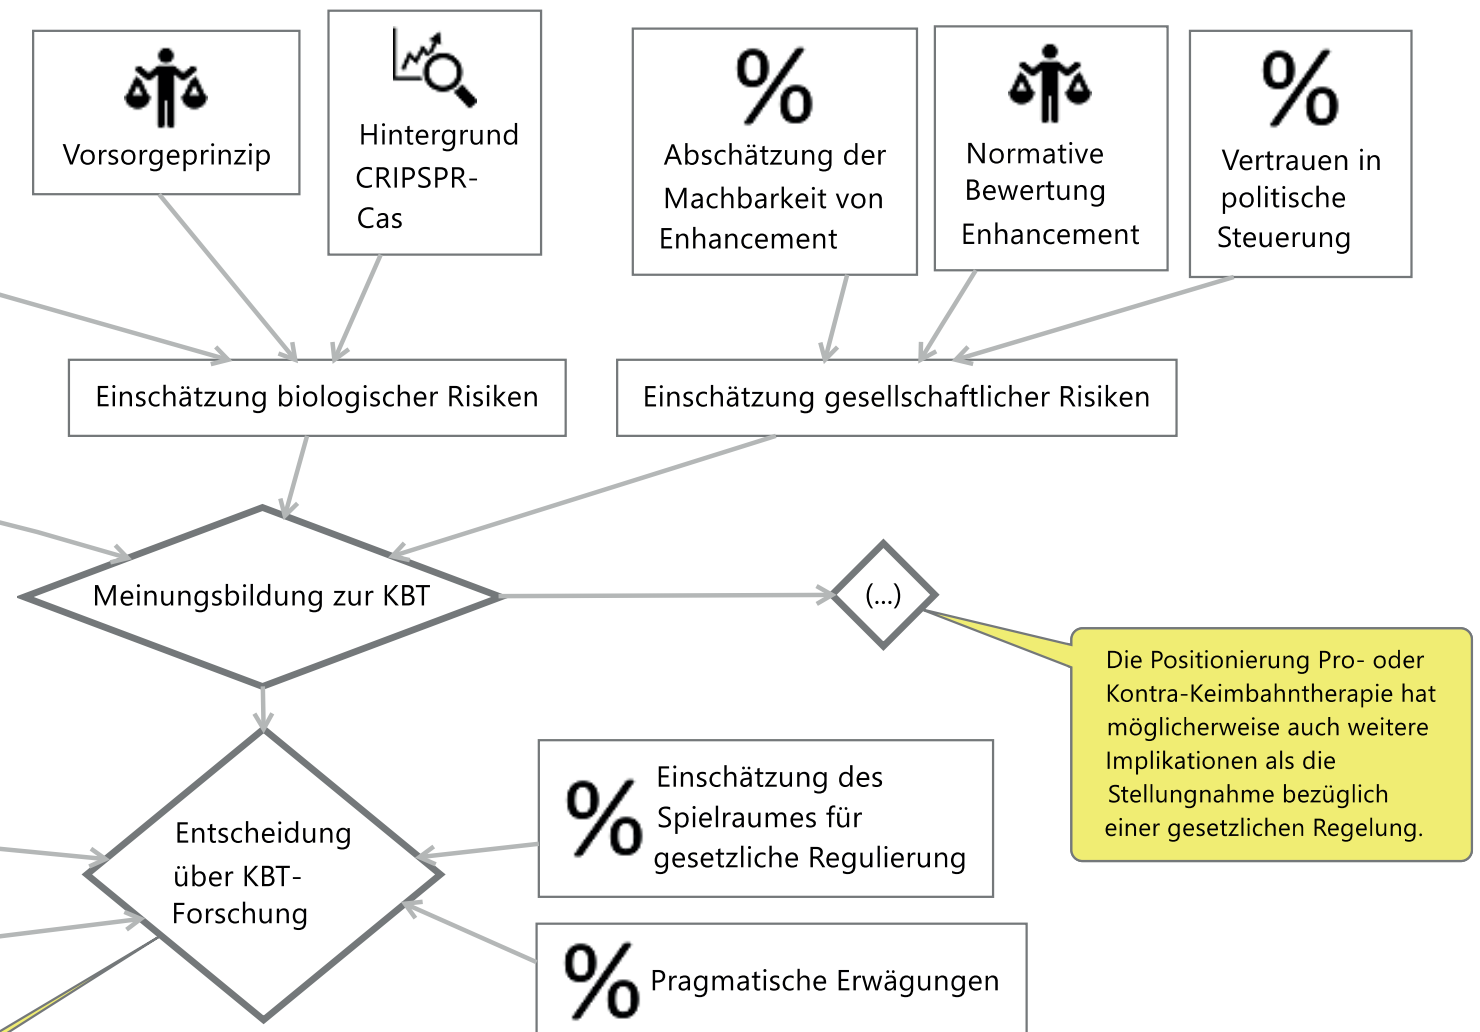 Vorsorgeprinzip
Hintergrund
CRIPSPR-
Cas
%
Abschätzung der
Machbarkeit von
Enhancement
Normative
Bewertung
Enhancement
%
Vertrauen in
politische
Steuerung
Einschätzung biologischer Risiken
Einschätzung gesellschaftlicher Risiken
Meinungsbildung zur KBT
(...)
Die Positionierung Pro- oder
Kontra-Keimbahntherapie hat
möglicherweise auch weitere
Implikationen als die
Stellungnahme bezüglich
einer gesetzlichen Regelung.
Entscheidung
über KBT-
Forschung
%
Einschätzung des
Spielraumes für
gesetzliche Regulierung
%
Pragmatische Erwägungen